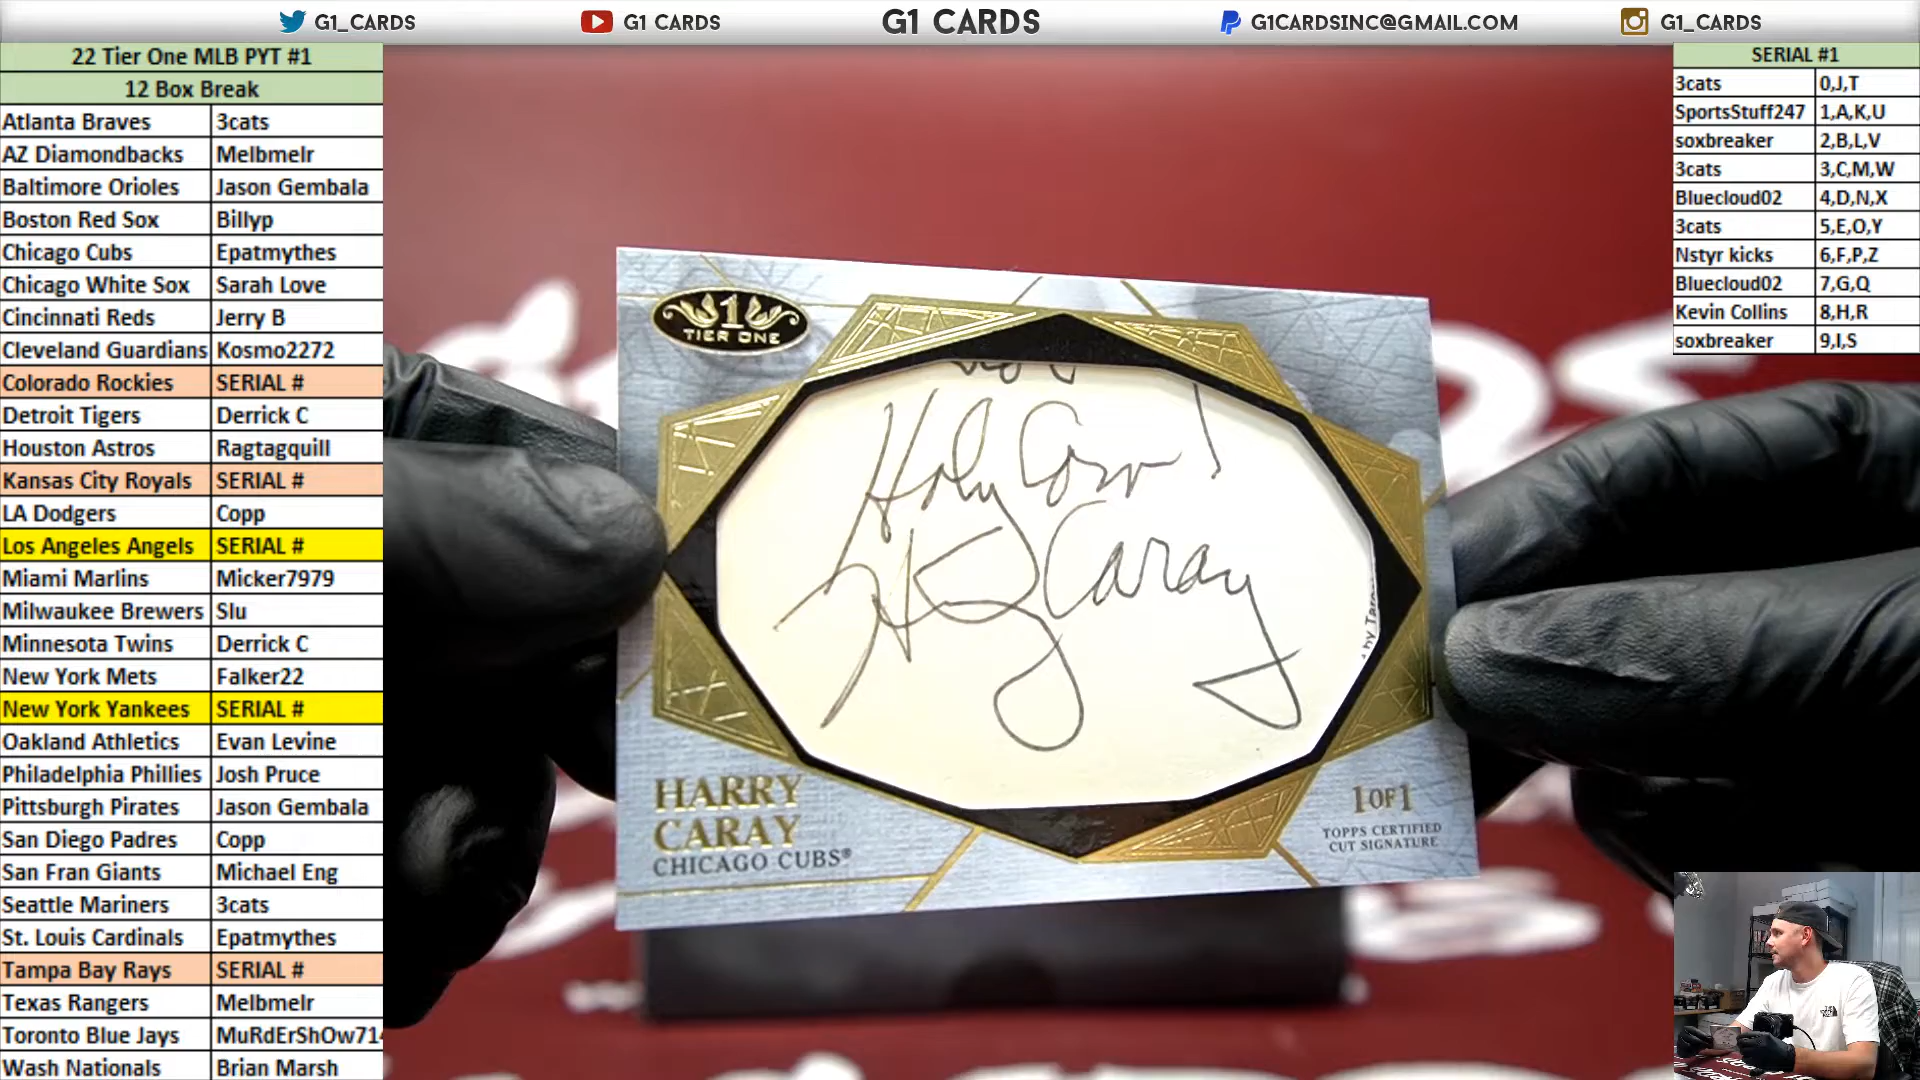 G1_CARDS
G1 CARDS
G1 CARDS
G1CARDSINC@GMAIL.COM
G1_CARDS
22 Tier One MLB PYT #1
12 Box Break
Atlanta Braves 3cats
AZ Diamondbacks Melbmelr
Baltimore Orioles Jason Gembala
Boston Red Sox Billyp
Chicago Cubs Epatmythes
Chicago White Sox Sarah Love
Cincinnati Reds Jerry B
Cleveland Guardians Kosmo2272
Colorado Rockies SERIAL #
Detroit Tigers Derrick C
Houston Astros Ragtagquill
Kansas City Royals SERIAL #
LA Dodgers Copp
Los Angeles Angels SERIAL #
Miami Marlins Micker7979
Milwaukee Brewers Slu
Minnesota Twins Derrick C
New York Mets Falker22
New York Yankees SERIAL #
Oakland Athletics Evan Levine
Philadelphia Phillies Josh Pruce
Pittsburgh Pirates Jason Gembala
San Diego Padres Copp
San Fran Giants Michael Eng
Seattle Mariners 3cats
St. Louis Cardinals Epatmythes
Tampa Bay Rays SERIAL #
Texas Rangers Melbmelr
Toronto Blue Jays MuRdErShOw714
Wash Nationals Brian Marsh
1
TIER ONE
Holy Cow !
Harry Caray
HARRY
CARAY
CHICAGO CUBS®
1 OF 1
TOPPS CERTIFIED
CUT SIGNATURE
SERIAL #1
3cats 0,J,T
SportsStuff247 1,A,K,U
soxbreaker 2,B,L,V
3cats 3,C,M,W
Bluecloud02 4,D,N,X
3cats 5,E,O,Y
Nstyr kicks 6,F,P,Z
Bluecloud02 7,G,Q
Kevin Collins 8,H,R
soxbreaker 9,I,S